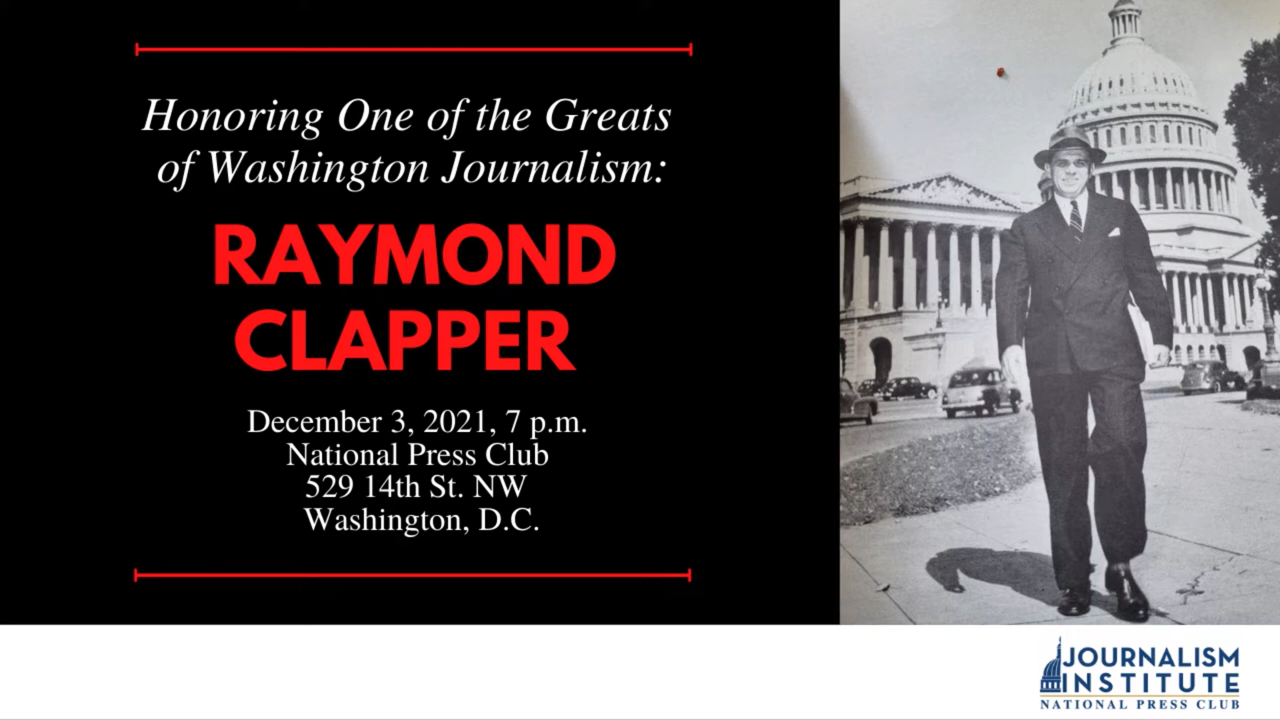 Honoring One of the Greats
of Washington Journalism:
RAYMOND
CLAPPER
December 3, 2021, 7 p.m.
National Press Club
529 14th St. NW
Washington, D.C.
JOURNALISM
INSTITUTE
NATIONAL PRESS CLUB